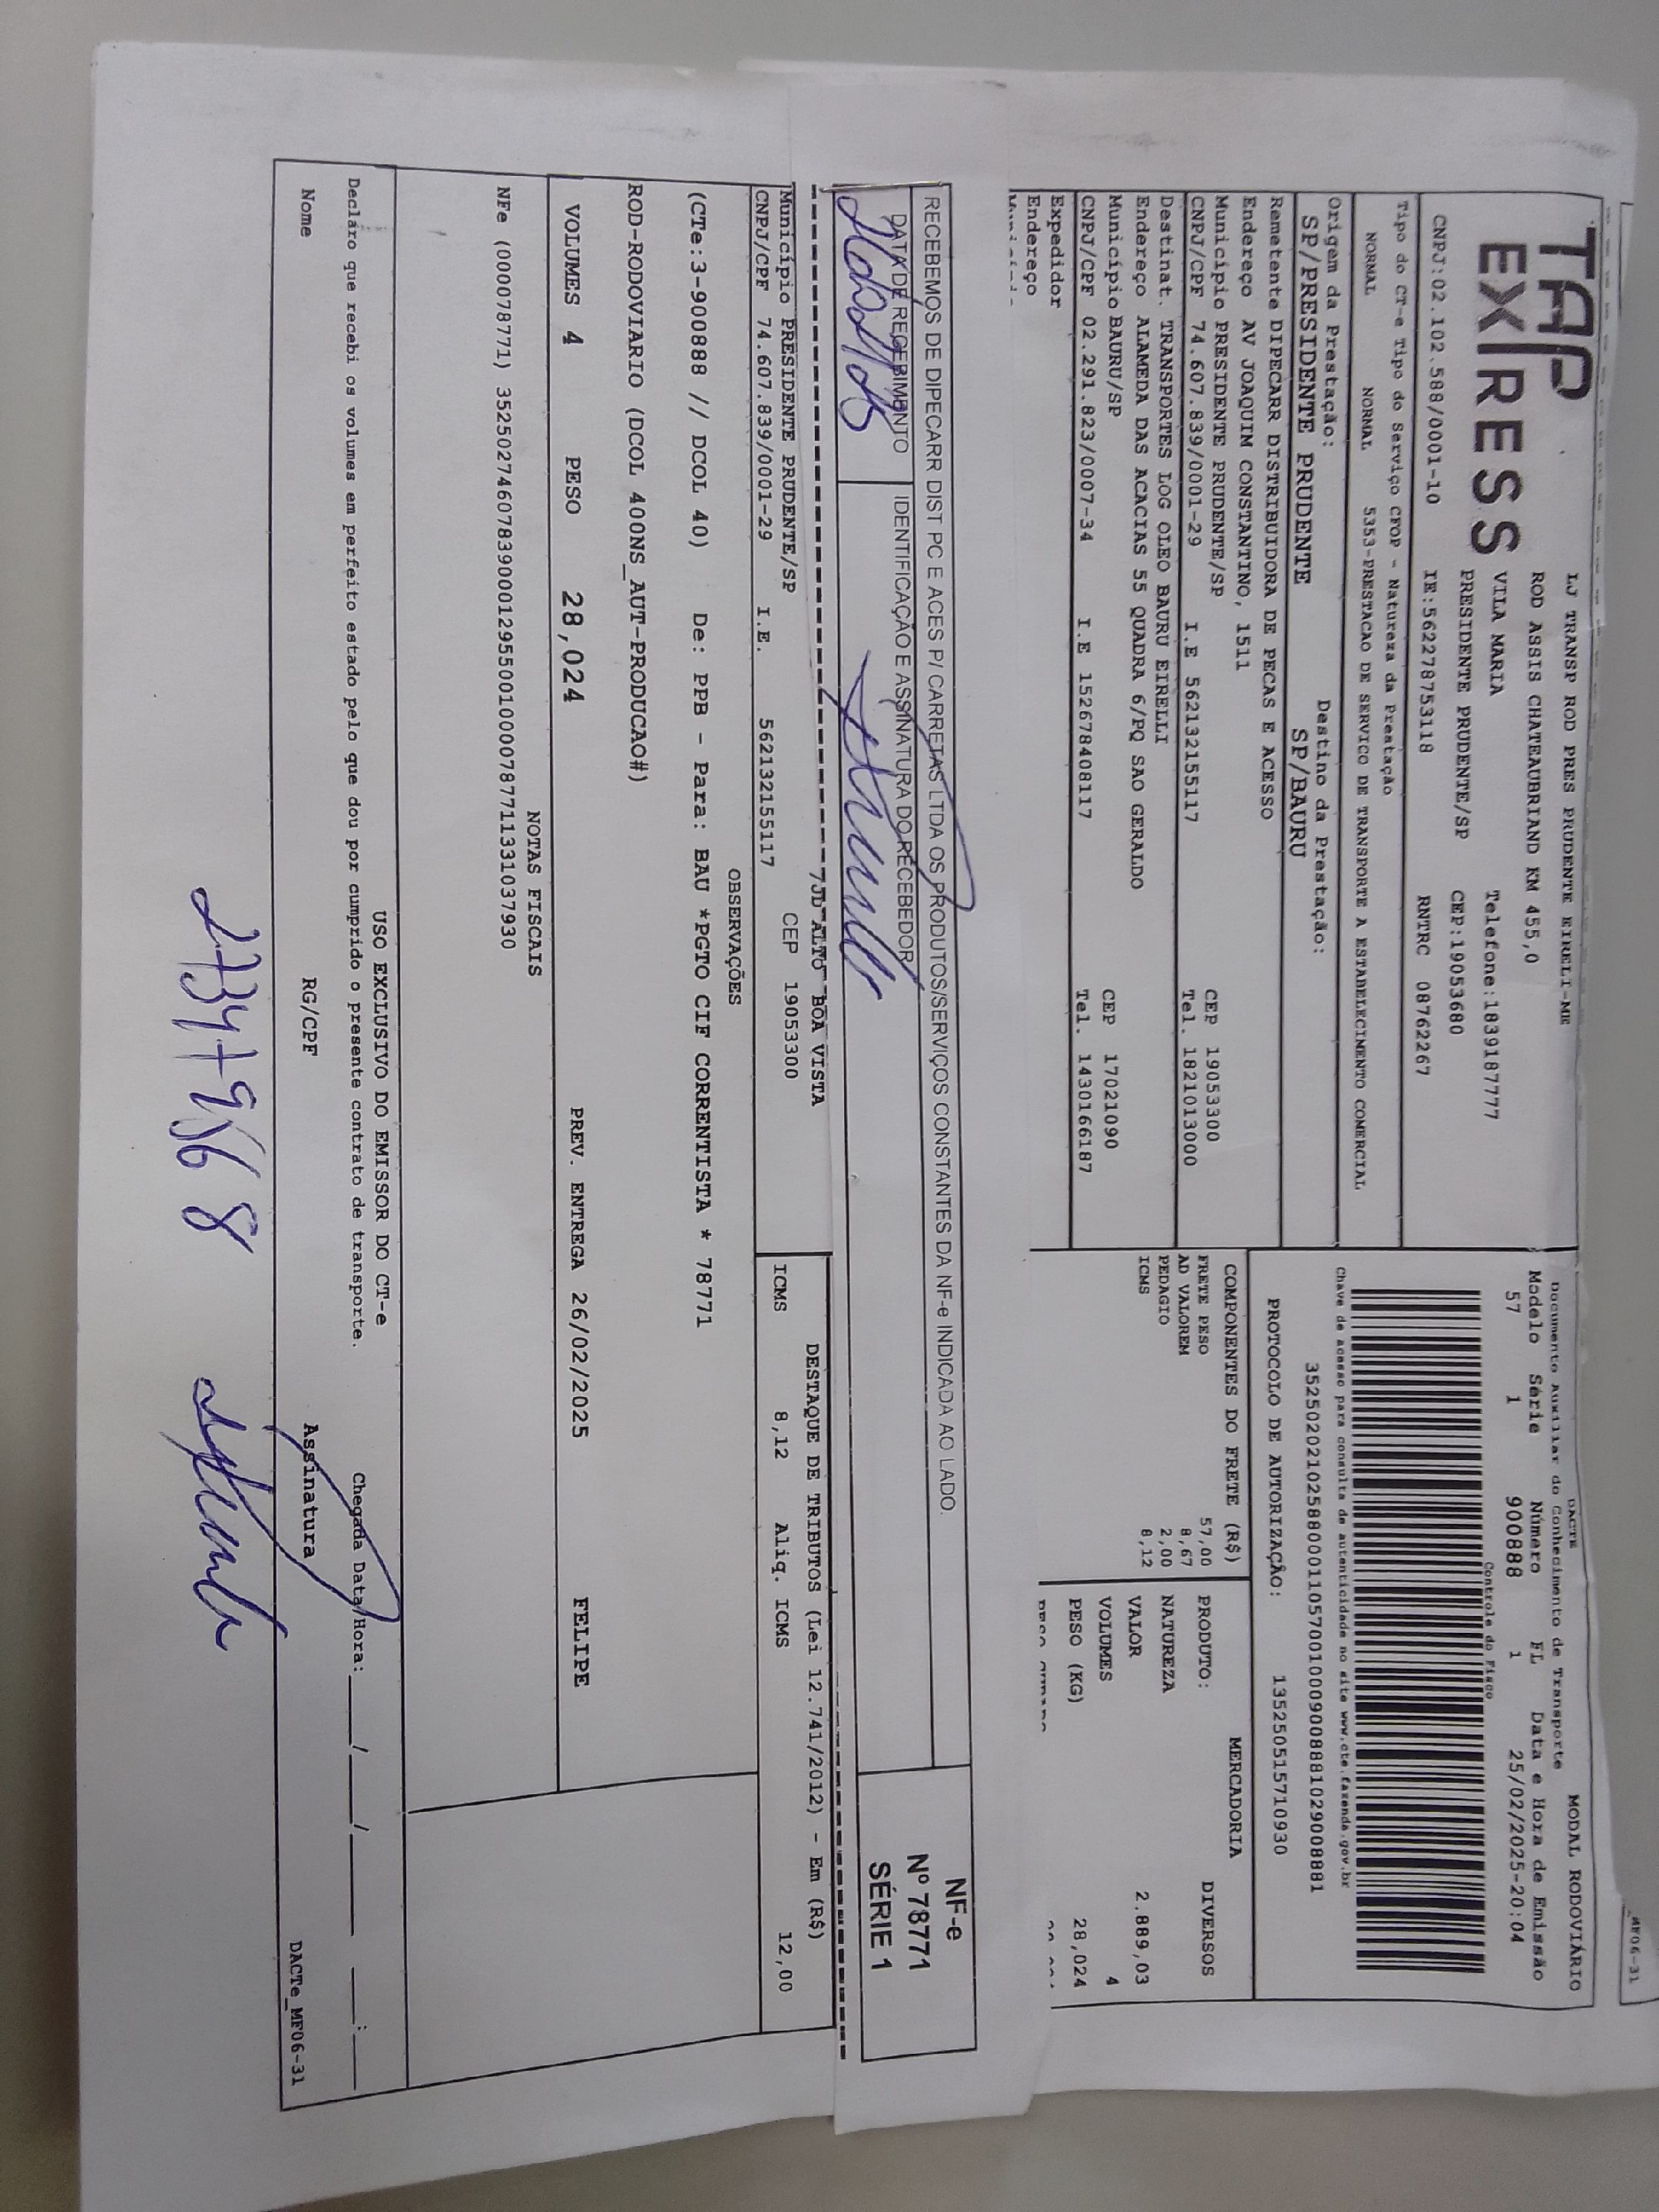 MF06-31
TAP EXPRESS
LJ TRANSP ROD PRES PRUDENTE EIRELI-ME
ROD ASSIS CHATEAUBRIAND KM 455,0
VILA MARIA Telefone:1839187777
PRESIDENTE PRUDENTE/SP CEP:19053680
CNPJ:02.102.588/0001-10 IE:562278753118 RNTRC 08762267
DACTE MODAL RODOVIÁRIO
Documento Auxiliar do Conhecimento de Transporte
Modelo Série Número FL Data e Hora de Emissão
57 1 900888 1 25/02/2025-20:04
Controle do Fisco
Chave de acesso para consulta de autenticidade no site www.cte.fazenda.gov.br
PROTOCOLO DE AUTORIZAÇÃO: 135250515710930
Tipo do CT-e Tipo do Serviço CFOP - Natureza da Prestação
NORMAL NORMAL 5353-PRESTACAO DE SERVICO DE TRANSPORTE A ESTABELECIMENTO COMERCIAL
Origem da Prestação: Destino da Prestação:
SP/PRESIDENTE PRUDENTE SP/BAURU
Remetente DIPECARR DISTRIBUIDORA DE PECAS E ACESSO
Endereço AV JOAQUIM CONSTANTINO, 1511
Município PRESIDENTE PRUDENTE/SP CEP 19053300
CNPJ/CPF 74.607.839/0001-29 I.E 562132155117 Tel. 1821013000
Destinat. TRANSPORTES LOG OLEO BAURU EIRELLI
Endereço ALAMEDA DAS ACACIAS 55 QUADRA 6/PQ SAO GERALDO
Município BAURU/SP CEP 17021090
CNPJ/CPF 02.291.823/0007-34 I.E 152678408117 Tel. 1430166187
Expedidor
Endereço
COMPONENTES DO FRETE (R$)
FRETE PESO 57,00
AD VALOREM 8,67
PEDAGIO 2,00
ICMS 8,12
MERCADORIA
PRODUTO: DIVERSOS
NATUREZA
VALOR 2.889,03
VOLUMES 4
PESO (KG) 28,024
RECEBEMOS DE DIPECARR DIST PC E ACES P/ CARRETAS LTDA OS PRODUTOS/SERVIÇOS CONSTANTES DA NF-e INDICADA AO LADO.
DATA DE RECEBIMENTO IDENTIFICAÇÃO E ASSINATURA DO RECEBEDOR
NF-e
Nº 78771
SÉRIE 1
7JD ALTO BOA VISTA
Município PRESIDENTE PRUDENTE/SP CEP 19053300
CNPJ/CPF 74.607.839/0001-29 I.E. 562132155117
DESTAQUE DE TRIBUTOS (Lei 12.741/2012) - Em (R$)
ICMS 8,12 Aliq. ICMS 12,00
OBSERVAÇÕES
(CTe:3-900888 // DCOL 40) De: PPB - Para: BAU *PGTO CIF CORRENTISTA * 78771
ROD-RODOVIARIO (DCOL 400NS_AUT-PRODUCAO#)
VOLUMES 4 PESO 28,024 PREV. ENTREGA 26/02/2025 FELIPE
NOTAS FISCAIS
NFe (000078771) 35250274607839000129550010000787711331037930
USO EXCLUSIVO DO EMISSOR DO CT-e
Declaro que recebi os volumes em perfeito estado pelo que dou por cumprido o presente contrato de transporte. Chegada Data/Hora: ___/___/_____ ___:___
Nome RG/CPF Assinatura DACTe_MF06-31